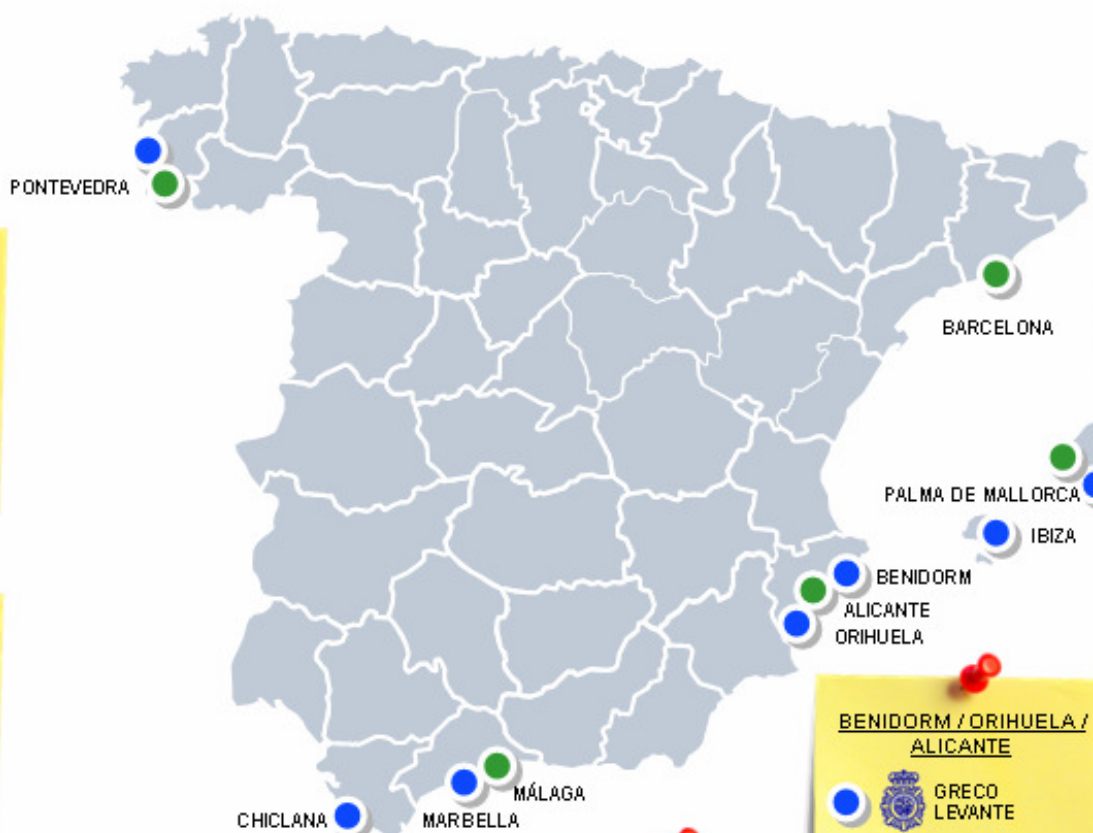 PONTEVEDRA
BARCELONA
PALMA DE MALLORCA
IBIZA
BENIDORM
ALICANTE
ORIHUELA
BENIDORM / ORIHUELA /
ALICANTE
GRECO
LEVANTE
MÁLAGA
CHICLANA
MARBELLA